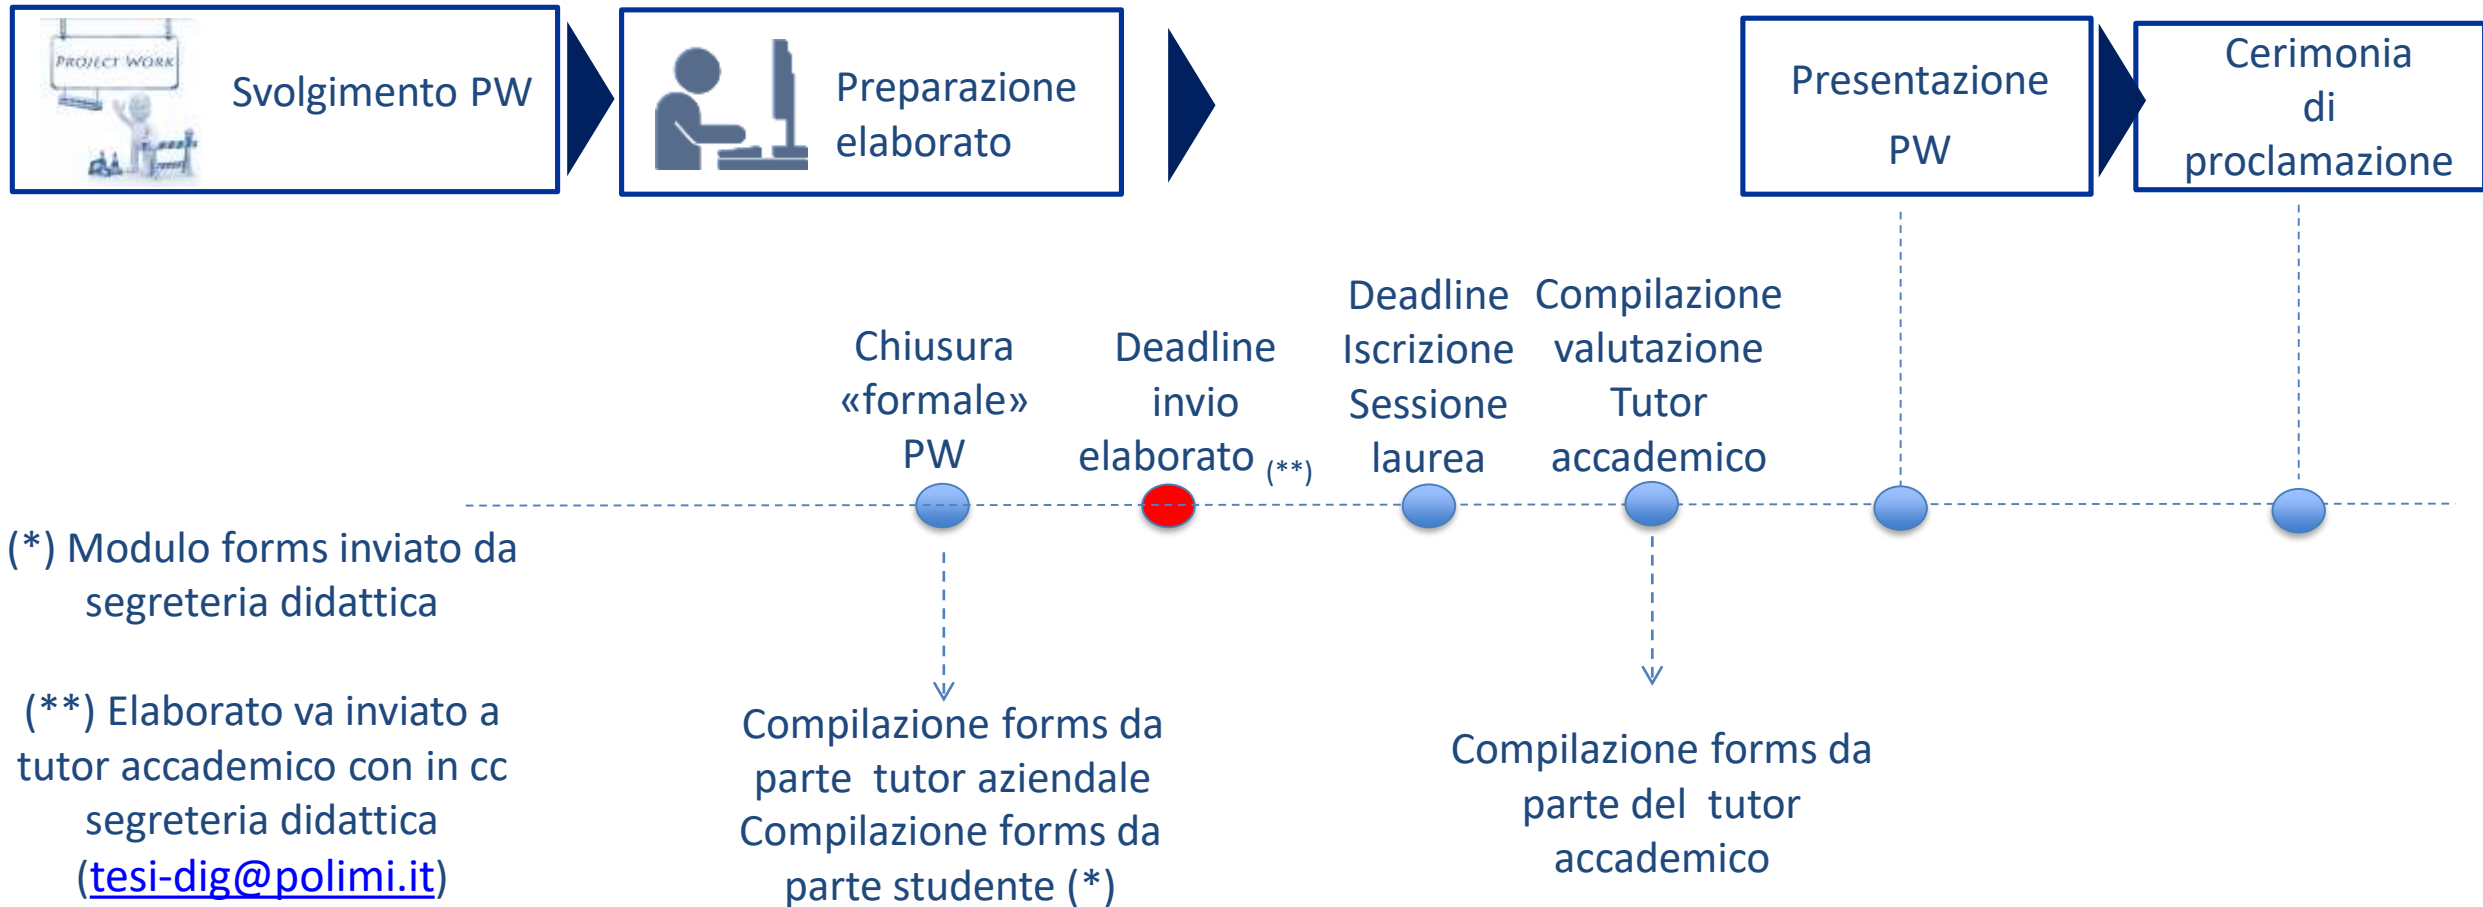 PROJECT WORK
Svolgimento PW
Preparazione
elaborato
Presentazione
PW
Cerimonia
di
proclamazione
Chiusura
«formale»
PW
Deadline
invio
elaborato (**)
Deadline
Iscrizione
Sessione
laurea
Compilazione
valutazione
Tutor
accademico
(*) Modulo forms inviato da
segreteria didattica
(**) Elaborato va inviato a
tutor accademico con in cc
segreteria didattica
(tesi-dig@polimi.it)
Compilazione forms da
parte tutor aziendale
Compilazione forms da
parte studente (*)
Compilazione forms da
parte del tutor
accademico